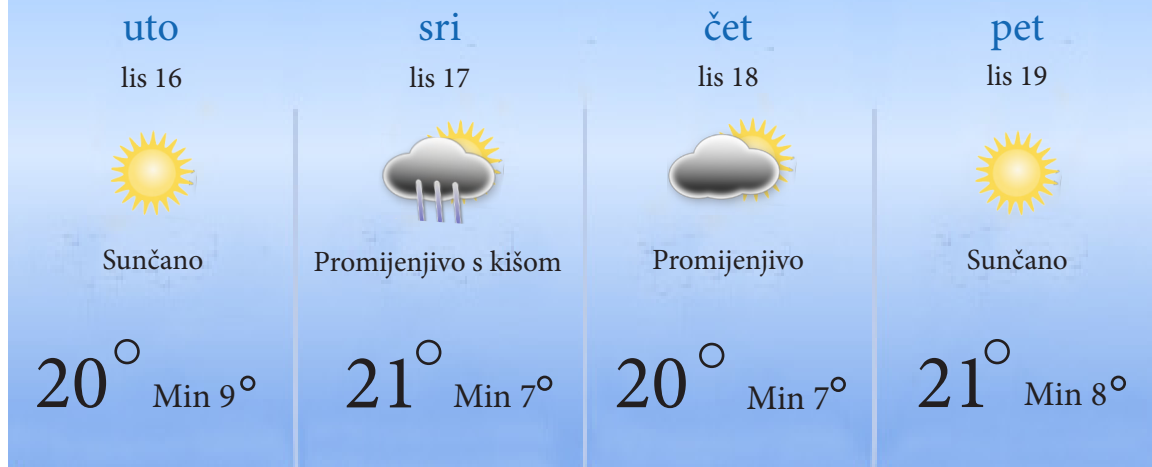 uto
lis 16
Sunčano
20° Min 9°
sri
lis 17
Promijenjivo s kišom
21° Min 7°
čet
lis 18
Promijenjivo
20° Min 7°
pet
lis 19
Sunčano
21° Min 8°